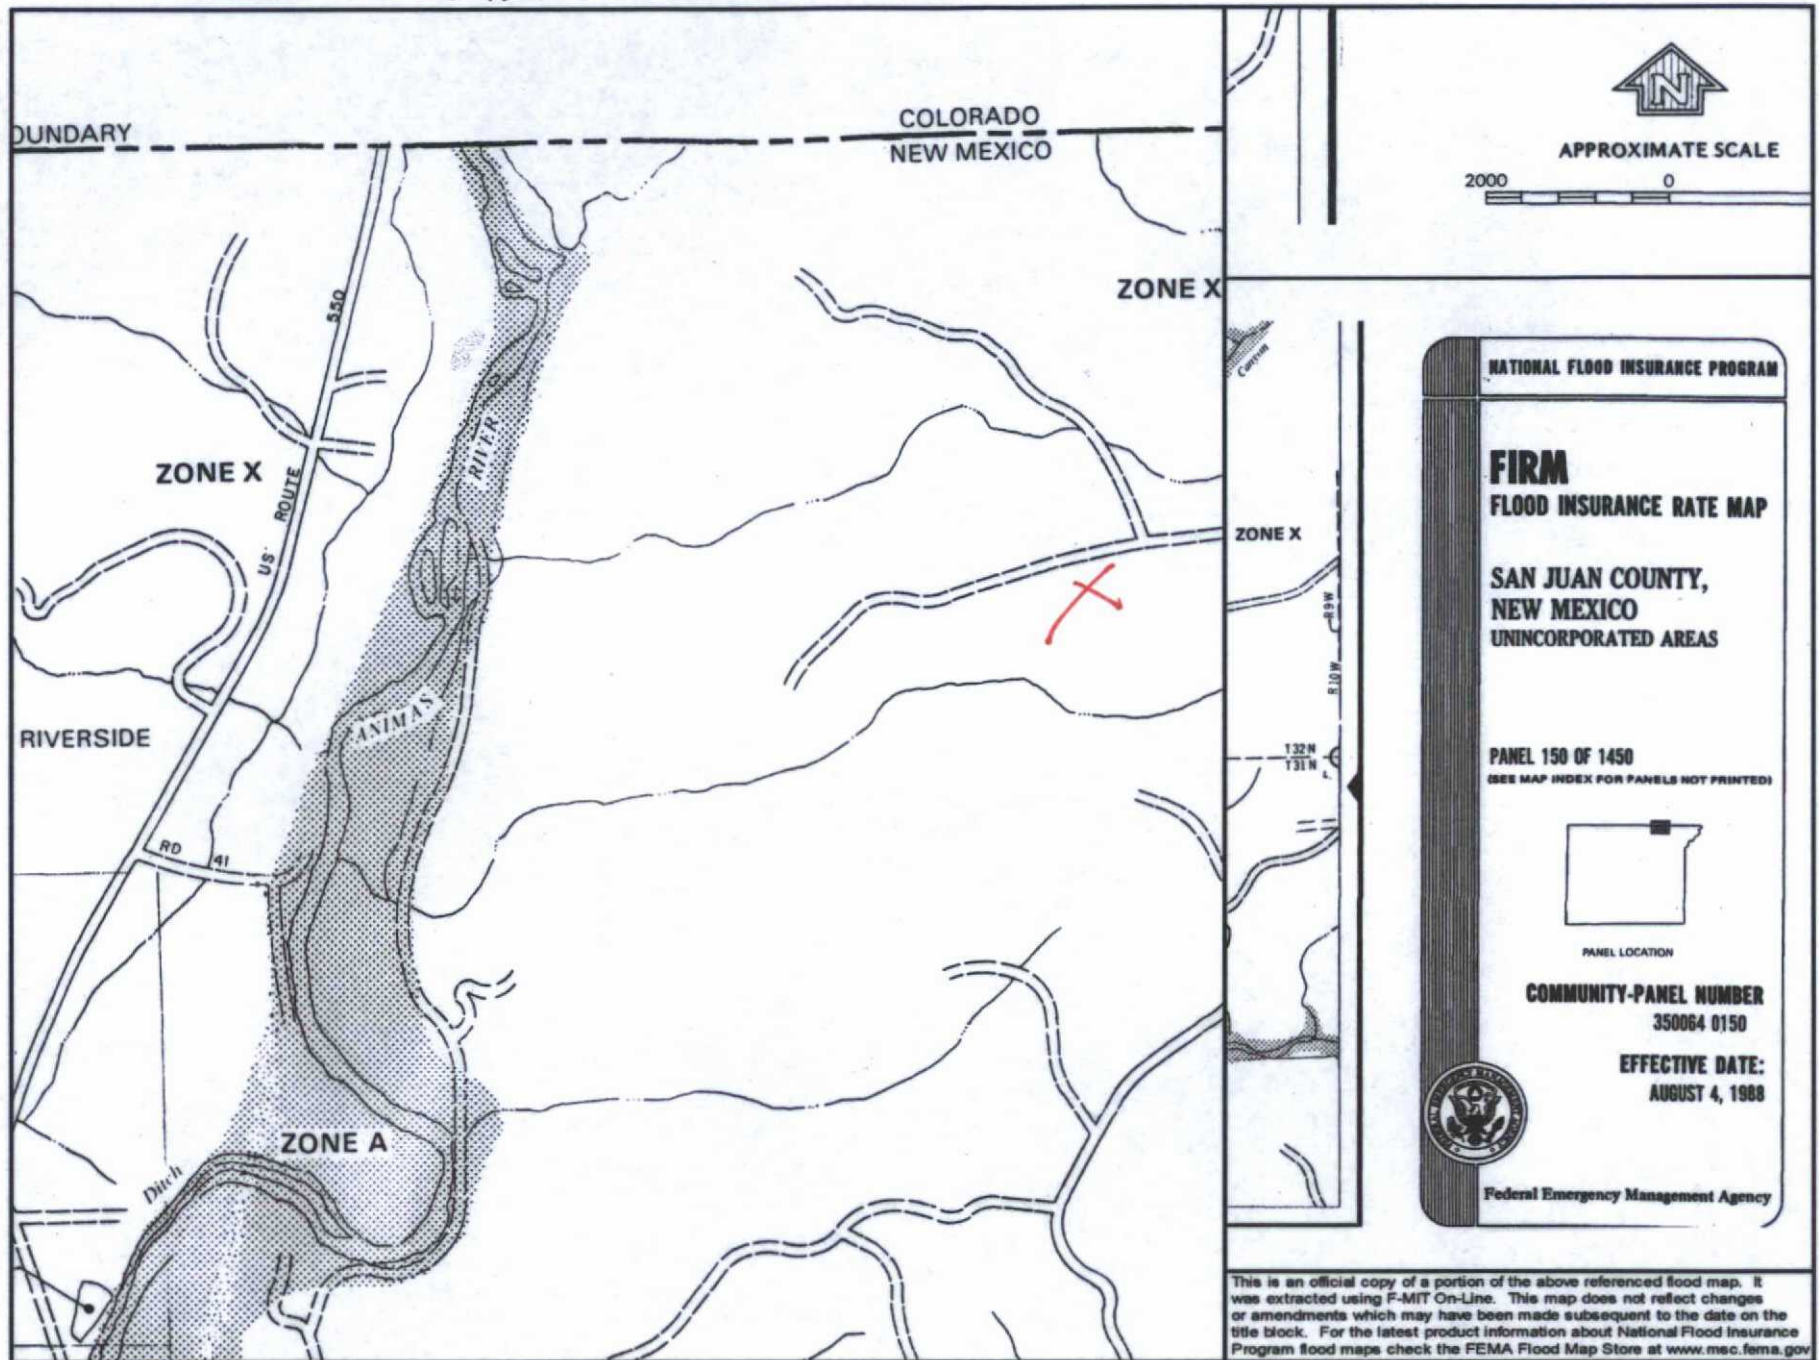 OUNDARY
COLORADO
NEW MEXICO
ZONE X
550
ROUTE
US
ZONE X
RIVER
ANIMAS
RIVERSIDE
RD 41
ZONE A
Ditch
N
APPROXIMATE SCALE
2000 0
Canyon
ZONE X
R9W
R10W
T32N
T31N
L
NATIONAL FLOOD INSURANCE PROGRAM
FIRM
FLOOD INSURANCE RATE MAP
SAN JUAN COUNTY,
NEW MEXICO
UNINCORPORATED AREAS
PANEL 150 OF 1450
(SEE MAP INDEX FOR PANELS NOT PRINTED)
PANEL LOCATION
COMMUNITY-PANEL NUMBER
350064 0150
EFFECTIVE DATE:
AUGUST 4, 1988
Federal Emergency Management Agency
This is an official copy of a portion of the above referenced flood map. It
was extracted using F-MIT On-Line. This map does not reflect changes
or amendments which may have been made subsequent to the date on the
title block. For the latest product information about National Flood Insurance
Program flood maps check the FEMA Flood Map Store at www.msc.fema.gov